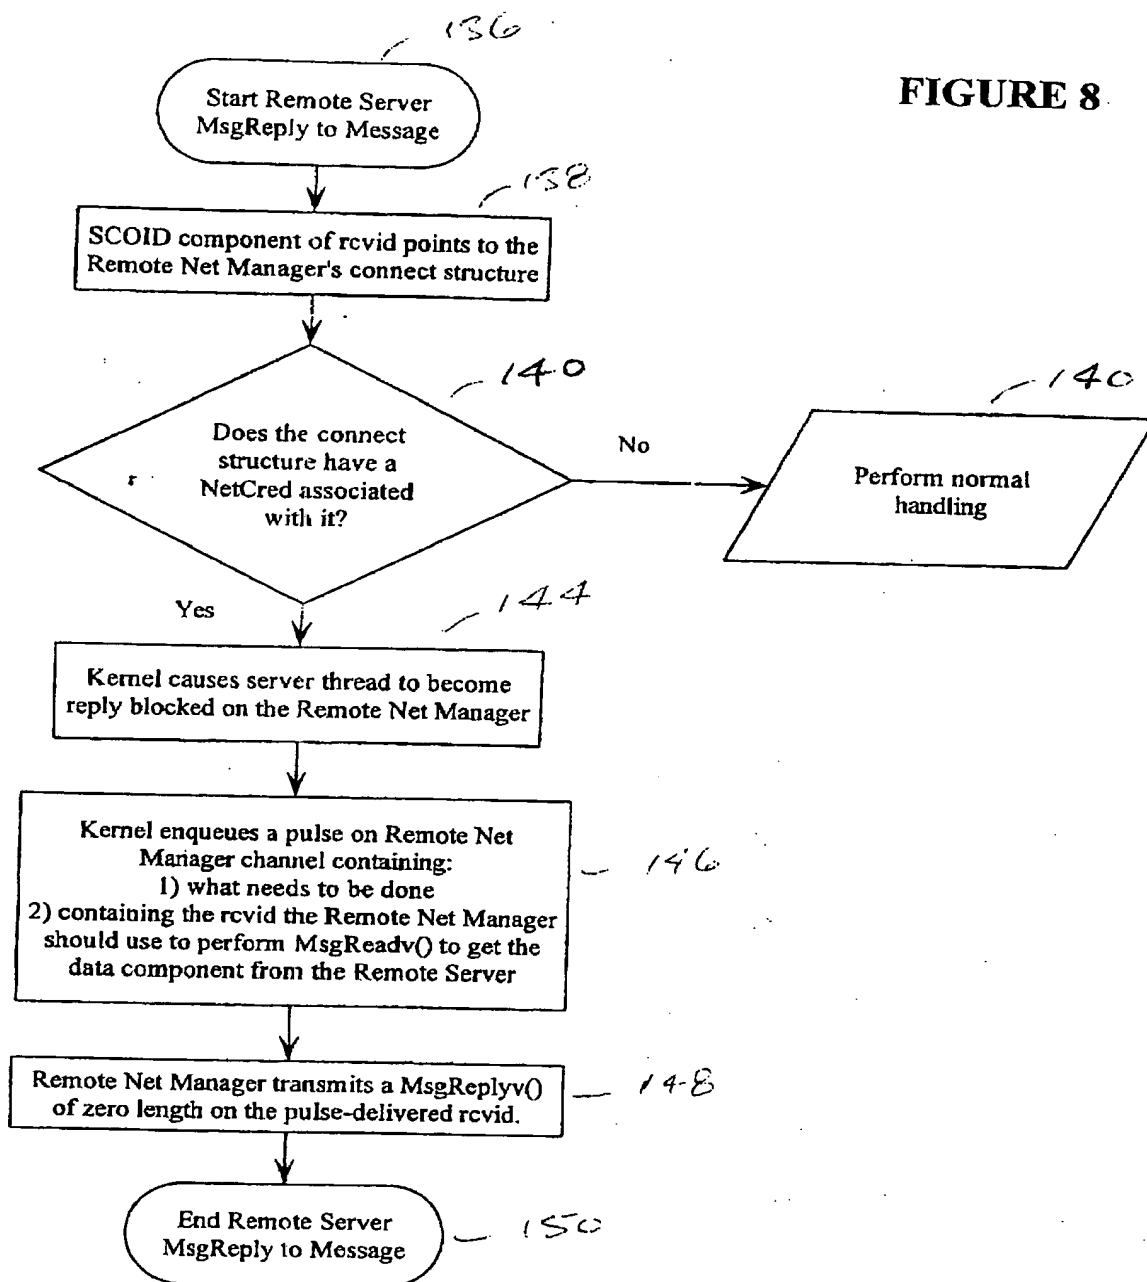 136
FIGURE 8
Start Remote Server
MsgReply to Message
138
SCOID component of rcvid points to the
Remote Net Manager's connect structure
140
140
Does the connect
structure have a
NetCred associated
with it?
No
Perform normal
handling
Yes
144
Kernel causes server thread to become
reply blocked on the Remote Net Manager
Kernel enqueues a pulse on Remote Net
Manager channel containing:
1) what needs to be done
2) containing the rcvid the Remote Net Manager
should use to perform MsgReadv() to get the
data component from the Remote Server
146
Remote Net Manager transmits a MsgReplyv()
of zero length on the pulse-delivered rcvid.
148
End Remote Server
MsgReply to Message
150